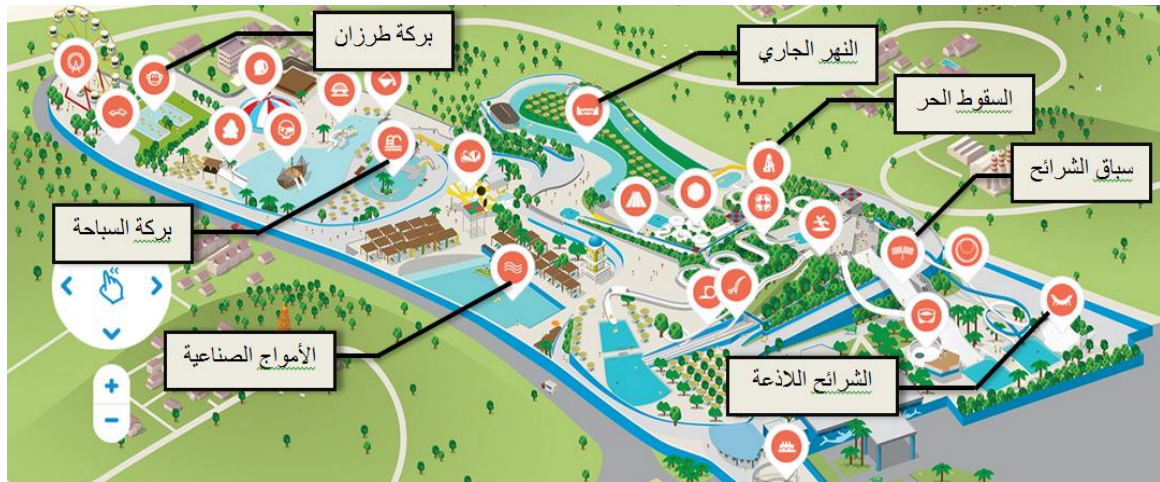 بركة طرزان
النهر الجاري
السقوط الحر
سباق الشرائح
بركة السباحة
الأمواج الصناعية
الشرائح اللاذعة